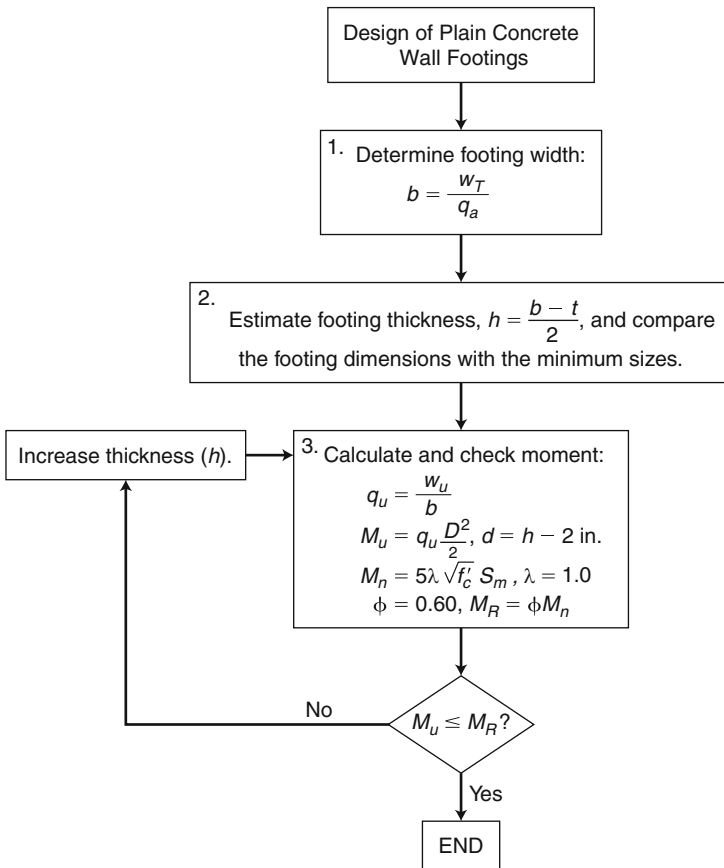 Design of Plain Concrete
Wall Footings
1. Determine footing width:
b = w_T / q_a
2.
Estimate footing thickness, h = (b − t) / 2, and compare
the footing dimensions with the minimum sizes.
Increase thickness (h).
3. Calculate and check moment:
q_u = w_u / b
M_u = q_u D² / 2, d = h − 2 in.
M_n = 5λ √f′_c S_m , λ = 1.0
ϕ = 0.60, M_R = ϕM_n
No
M_u ≤ M_R?
Yes
END